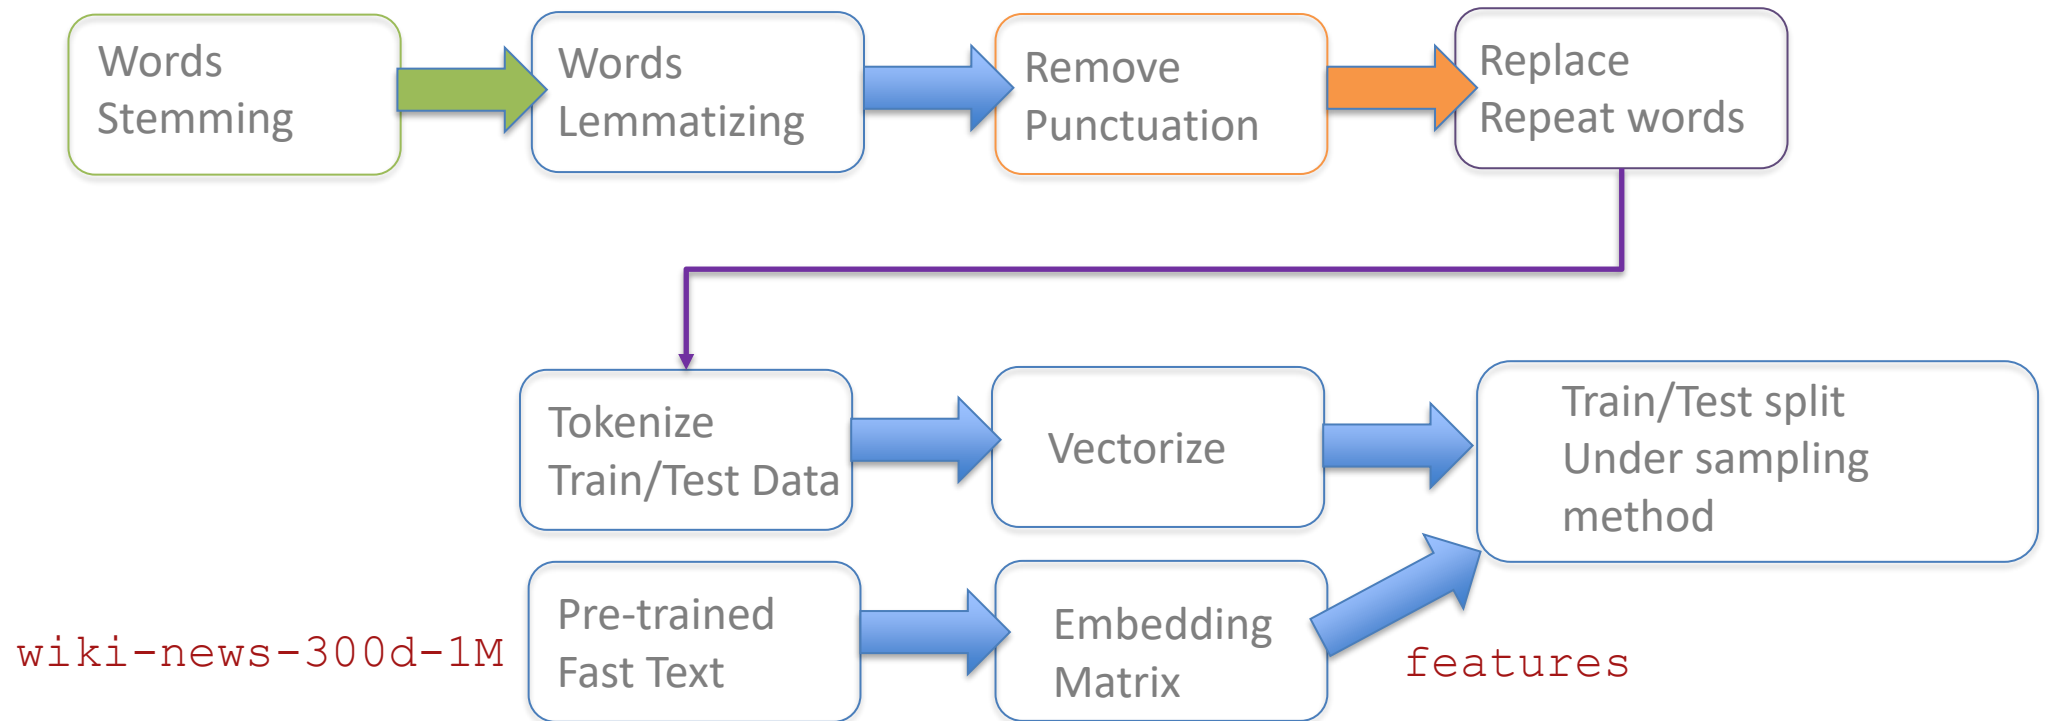 Words
Stemming
Words
Lemmatizing
Remove
Punctuation
Replace
Repeat words
Tokenize
Train/Test Data
Vectorize
Train/Test split
Under sampling
method
wiki-news-300d-1M
Pre-trained
Fast Text
Embedding
Matrix
features